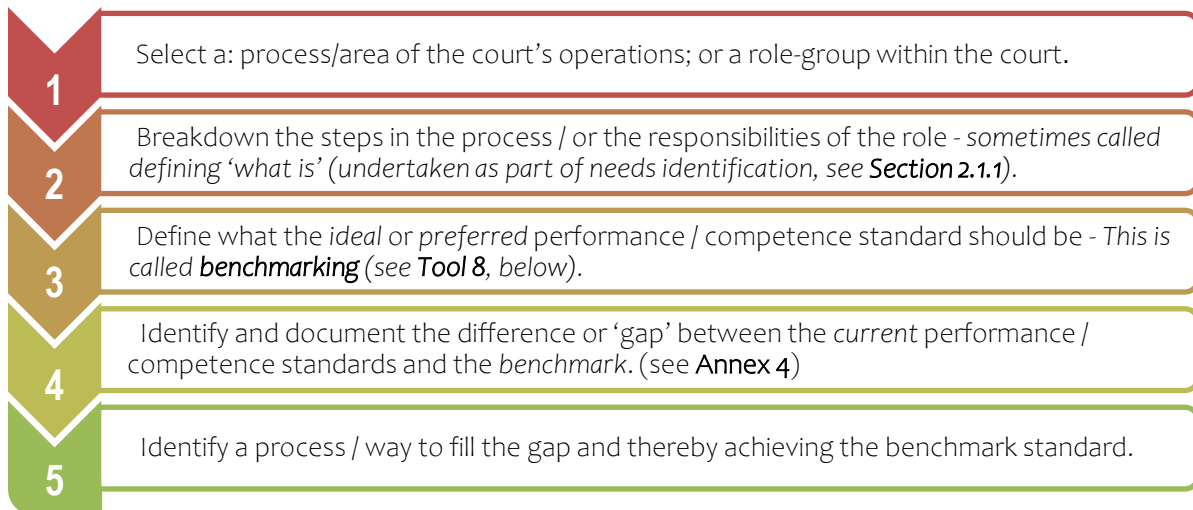 1
Select a: process/area of the court's operations; or a role-group within the court.
2
Breakdown the steps in the process / or the responsibilities of the role - sometimes called
defining 'what is' (undertaken as part of needs identification, see Section 2.1.1).
3
Define what the ideal or preferred performance / competence standard should be - This is
called benchmarking (see Tool 8, below).
4
Identify and document the difference or 'gap' between the current performance /
competence standards and the benchmark. (see Annex 4)
5
Identify a process / way to fill the gap and thereby achieving the benchmark standard.